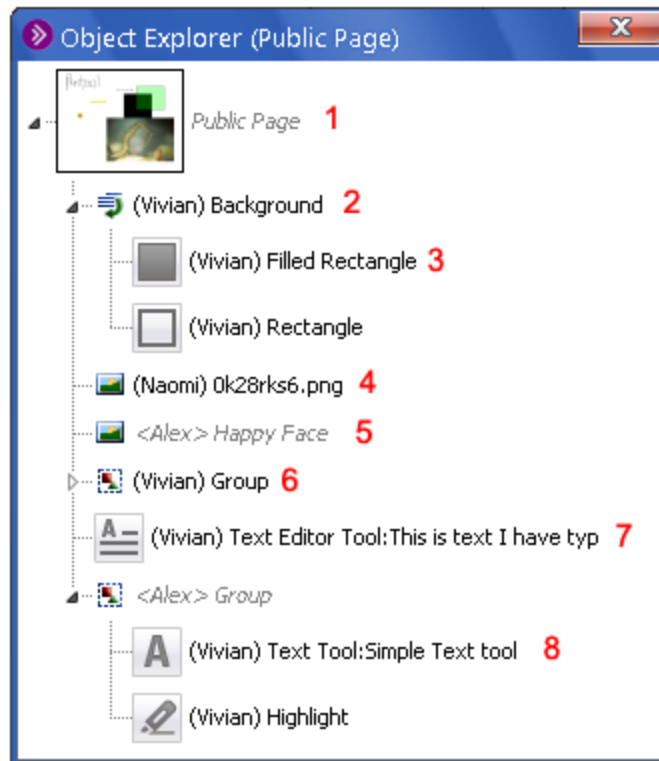 Object Explorer (Public Page) X
Public Page 1
(Vivian) Background 2
(Vivian) Filled Rectangle 3
(Vivian) Rectangle
(Naomi) 0k28rks6.png 4
<Alex> Happy Face 5
(Vivian) Group 6
A (Vivian) Text Editor Tool:This is text I have typ 7
<Alex> Group
A (Vivian) Text Tool:Simple Text tool 8
(Vivian) Highlight